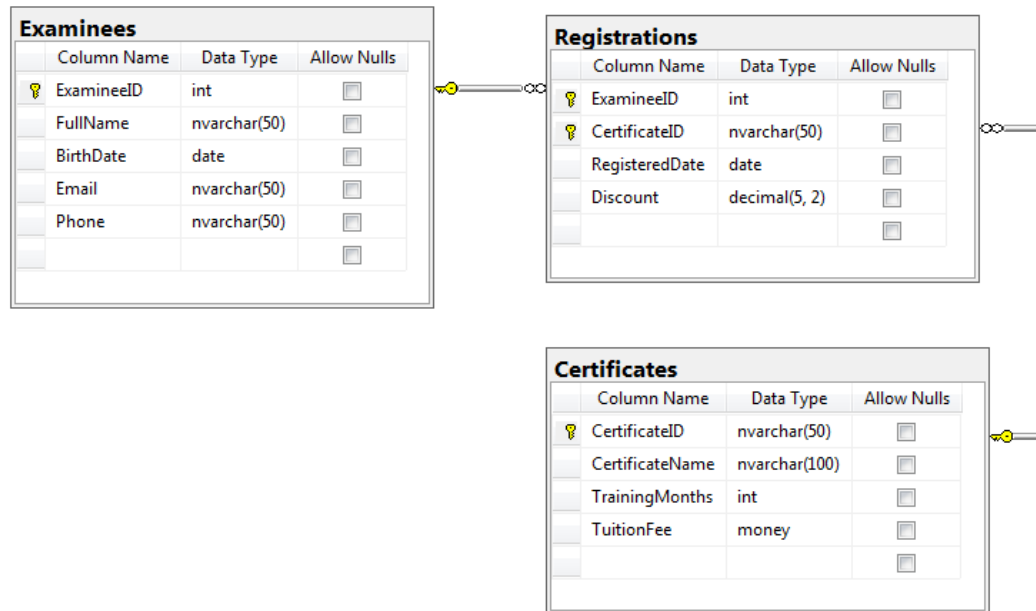 Examinees
Column Name Data Type Allow Nulls
ExamineeID int
FullName nvarchar(50)
BirthDate date
Email nvarchar(50)
Phone nvarchar(50)
Registrations
Column Name Data Type Allow Nulls
ExamineeID int
CertificateID nvarchar(50)
RegisteredDate date
Discount decimal(5, 2)
Certificates
Column Name Data Type Allow Nulls
CertificateID nvarchar(50)
CertificateName nvarchar(100)
TrainingMonths int
TuitionFee money